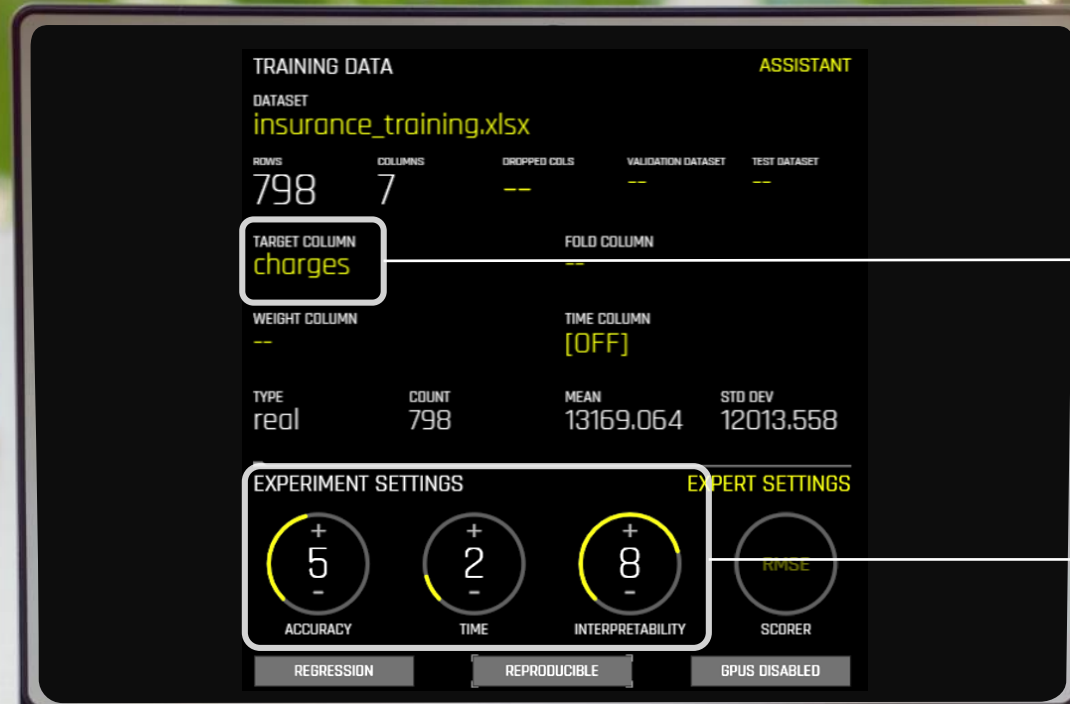 TRAINING DATA ASSISTANT
DATASET
insurance_training.xlsx
ROWS COLUMNS DROPPED COLS VALIDATION DATASET TEST DATASET
798 7 -- -- --
TARGET COLUMN FOLD COLUMN
charges --
WEIGHT COLUMN TIME COLUMN
-- [OFF]
TYPE COUNT MEAN STD DEV
real 798 13169.064 12013.558
EXPERIMENT SETTINGS EXPERT SETTINGS
+ + +
5 2 8 RMSE
- - -
ACCURACY TIME INTERPRETABILITY SCORER
REGRESSION REPRODUCIBLE GPUS DISABLED